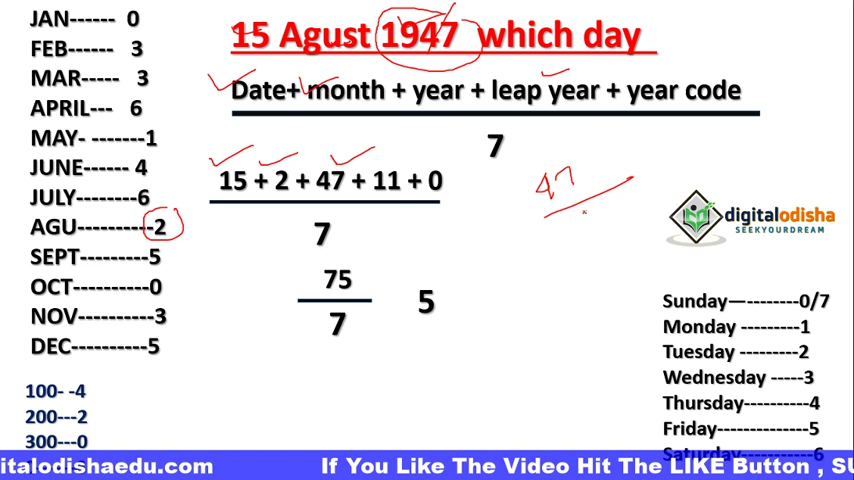 JAN------ 0
FEB------ 3
MAR----- 3
APRIL--- 6
MAY- -------1
JUNE------ 4
JULY-------6
AGU----------2
SEPT---------5
OCT----------0
NOV----------3
DEC----------5
100- -4
200---2
300---0
15 Agust 1947 which day
Date+ month + year + leap year + year code
7
15 + 2 + 47 + 11 + 0
7
75
7
5
47
digitalodisha
SEEKYOURDREAM
Sunday—--------0/7
Monday ---------1
Tuesday ---------2
Wednesday -----3
Thursday----------4
Friday--------------5
Saturday-----------6
italodishaedu.com If You Like The Video Hit The LIKE Button , SU